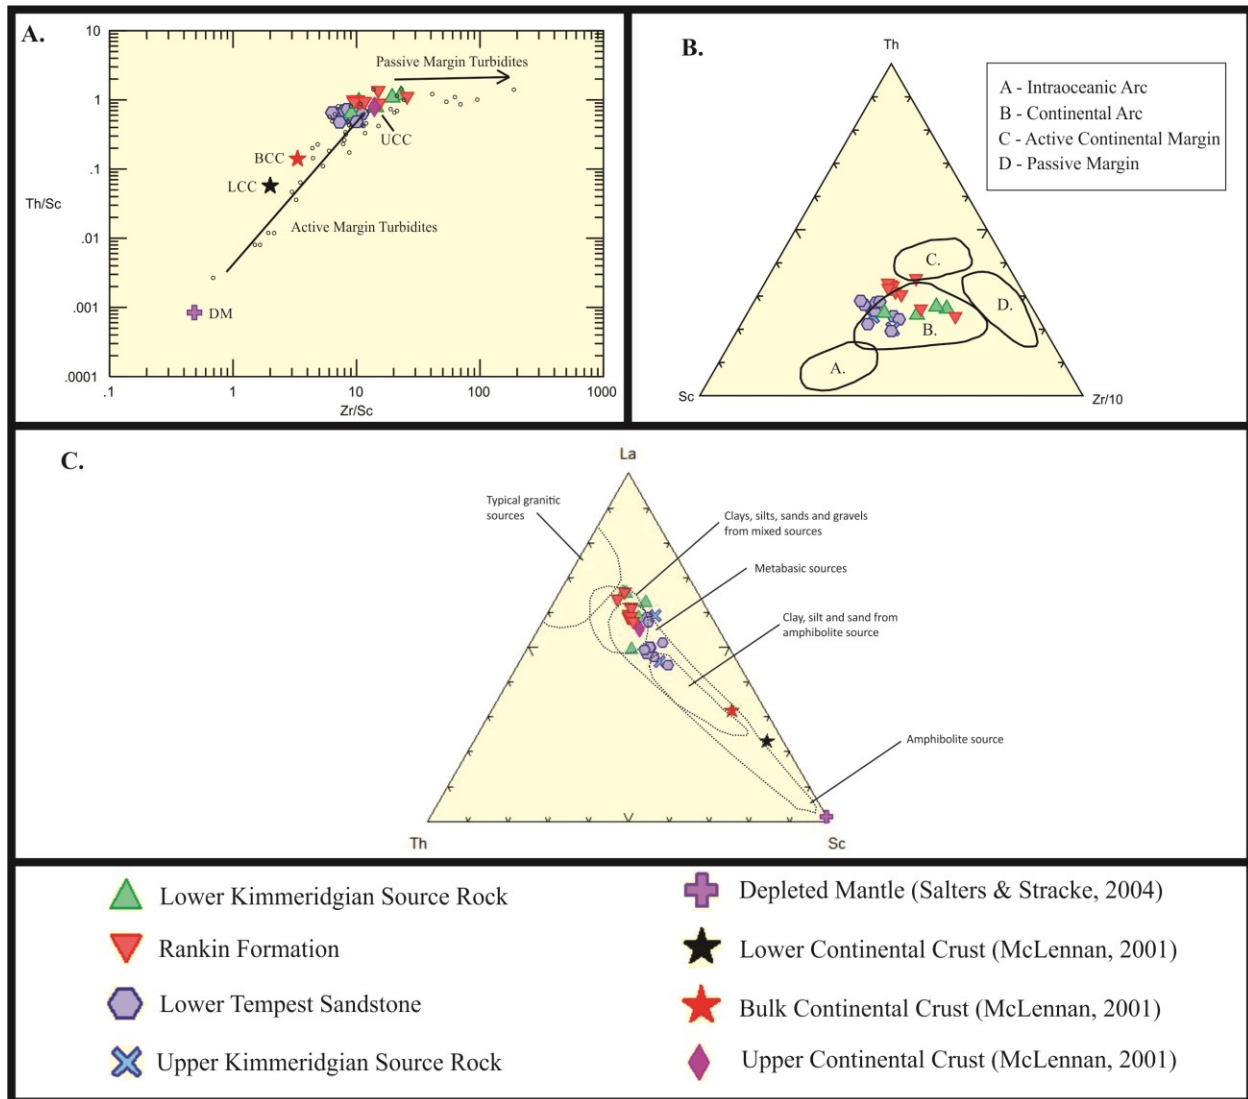 A.
10
1
.1
.01
.001
.0001
Th/Sc
.1
1
10
100
1000
Zr/Sc
Passive Margin Turbidites
UCC
BCC
LCC
Active Margin Turbidites
DM
B.
Th
Sc
Zr/10
A.
B.
C.
D.
A - Intraoceanic Arc
B - Continental Arc
C - Active Continental Margin
D - Passive Margin
C.
La
Th
Sc
Typical granitic
sources
Clays, silts, sands and gravels
from mixed sources
Metabasic sources
Clay, silt and sand from
amphibolite source
Amphibolite source
Lower Kimmeridgian Source Rock
Rankin Formation
Lower Tempest Sandstone
Upper Kimmeridgian Source Rock
Depleted Mantle (Salters & Stracke, 2004)
Lower Continental Crust (McLennan, 2001)
Bulk Continental Crust (McLennan, 2001)
Upper Continental Crust (McLennan, 2001)